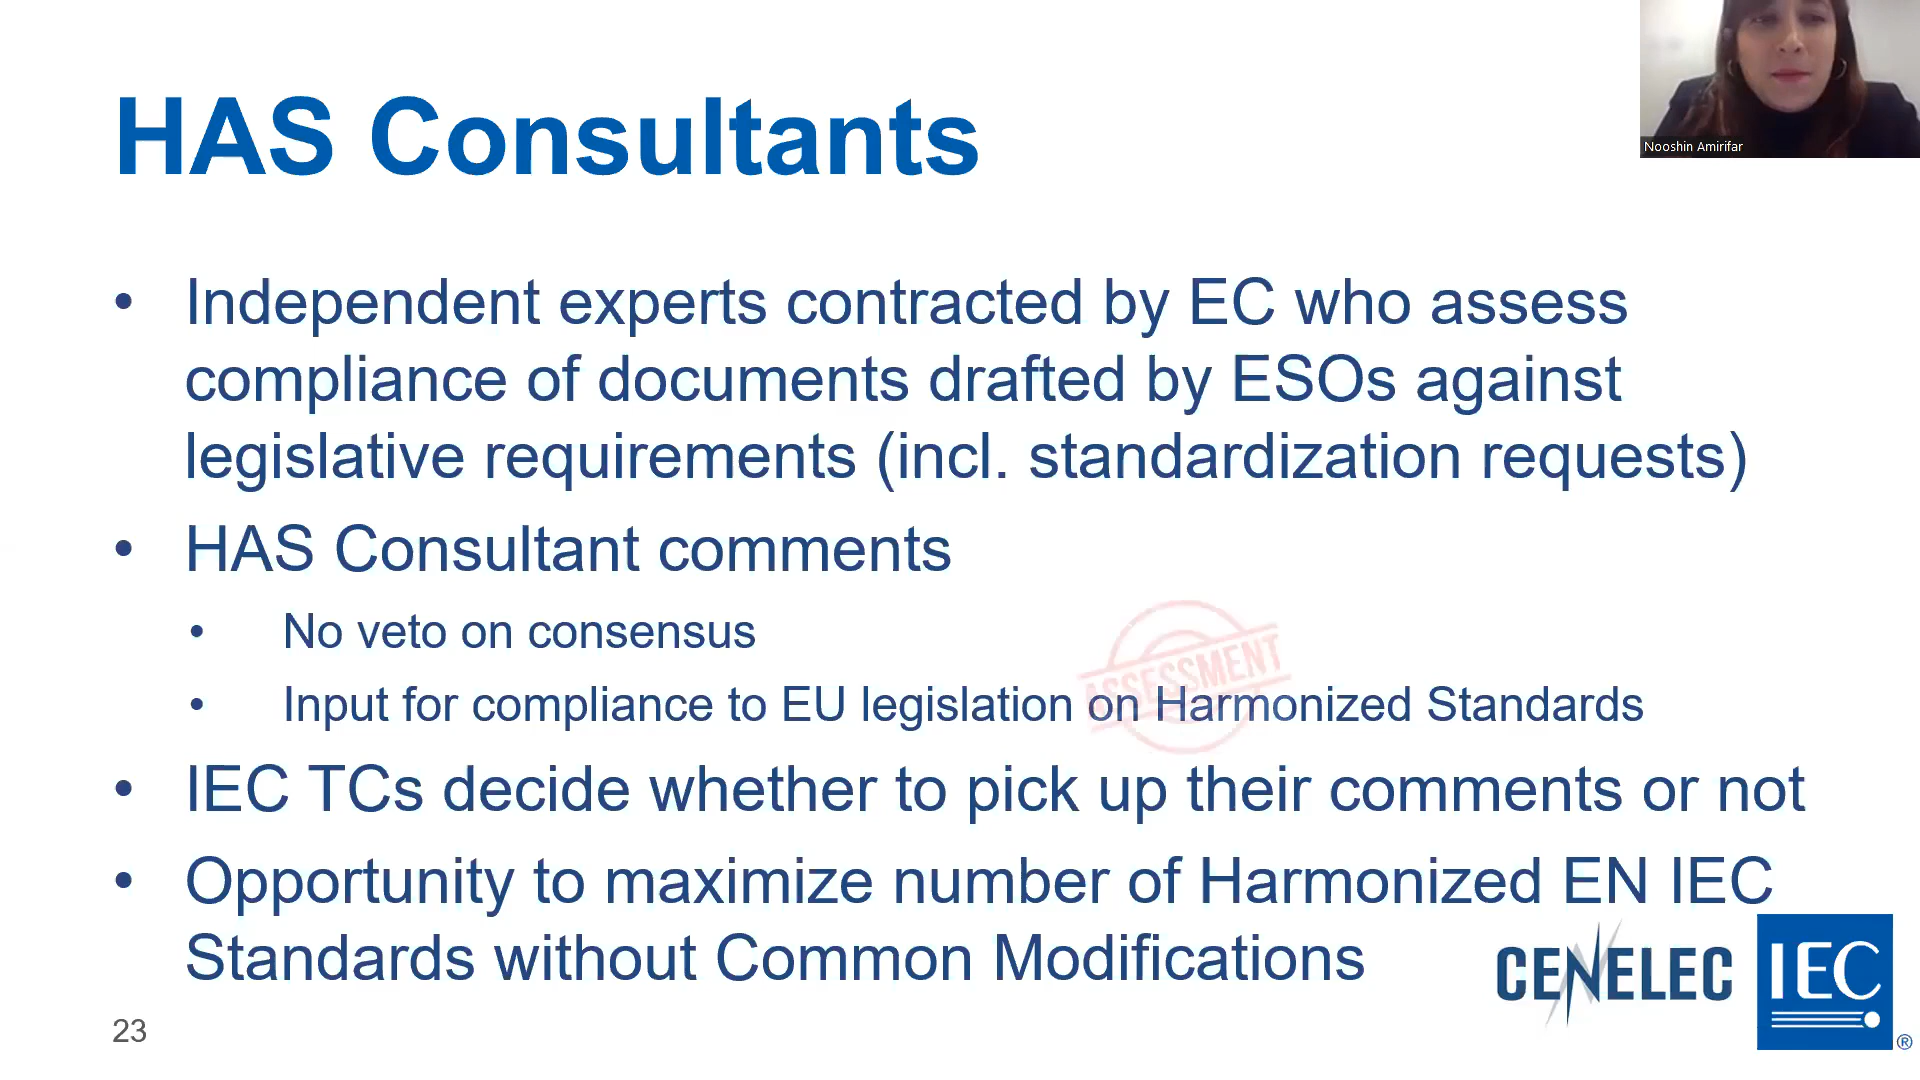 HAS Consultants
Nooshin Amirifar
• Independent experts contracted by EC who assess
compliance of documents drafted by ESOs against
legislative requirements (incl. standardization requests)
• HAS Consultant comments
• No veto on consensus
• Input for compliance to EU legislation on Harmonized Standards
ASSESSMENT
• IEC TCs decide whether to pick up their comments or not
• Opportunity to maximize number of Harmonized EN IEC
Standards without Common Modifications
CENELEC
IEC
®
23